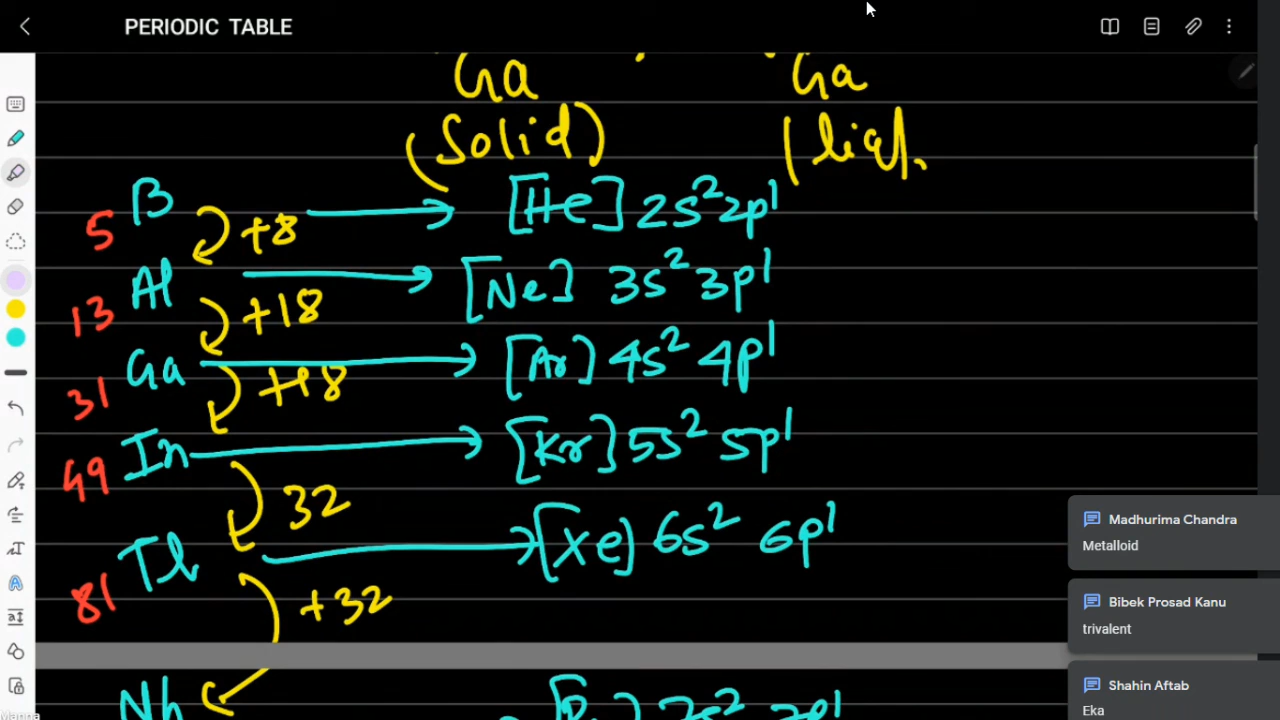 PERIODIC TABLE
Ga Ga
(Solid) (liq.
5 B +8 [He] 2s² 2p¹
13 Al +18 [Ne] 3s² 3p¹
31 Ga +18 [Ar] 4s² 4p¹
49 In 32 [Kr] 5s² 5p¹
81 Tl +32 [Xe] 6s² 6p¹
Nh 7s² 7p¹
Madhurima Chandra
Metalloid
Bibek Prosad Kanu
trivalent
Shahin Aftab
Eka